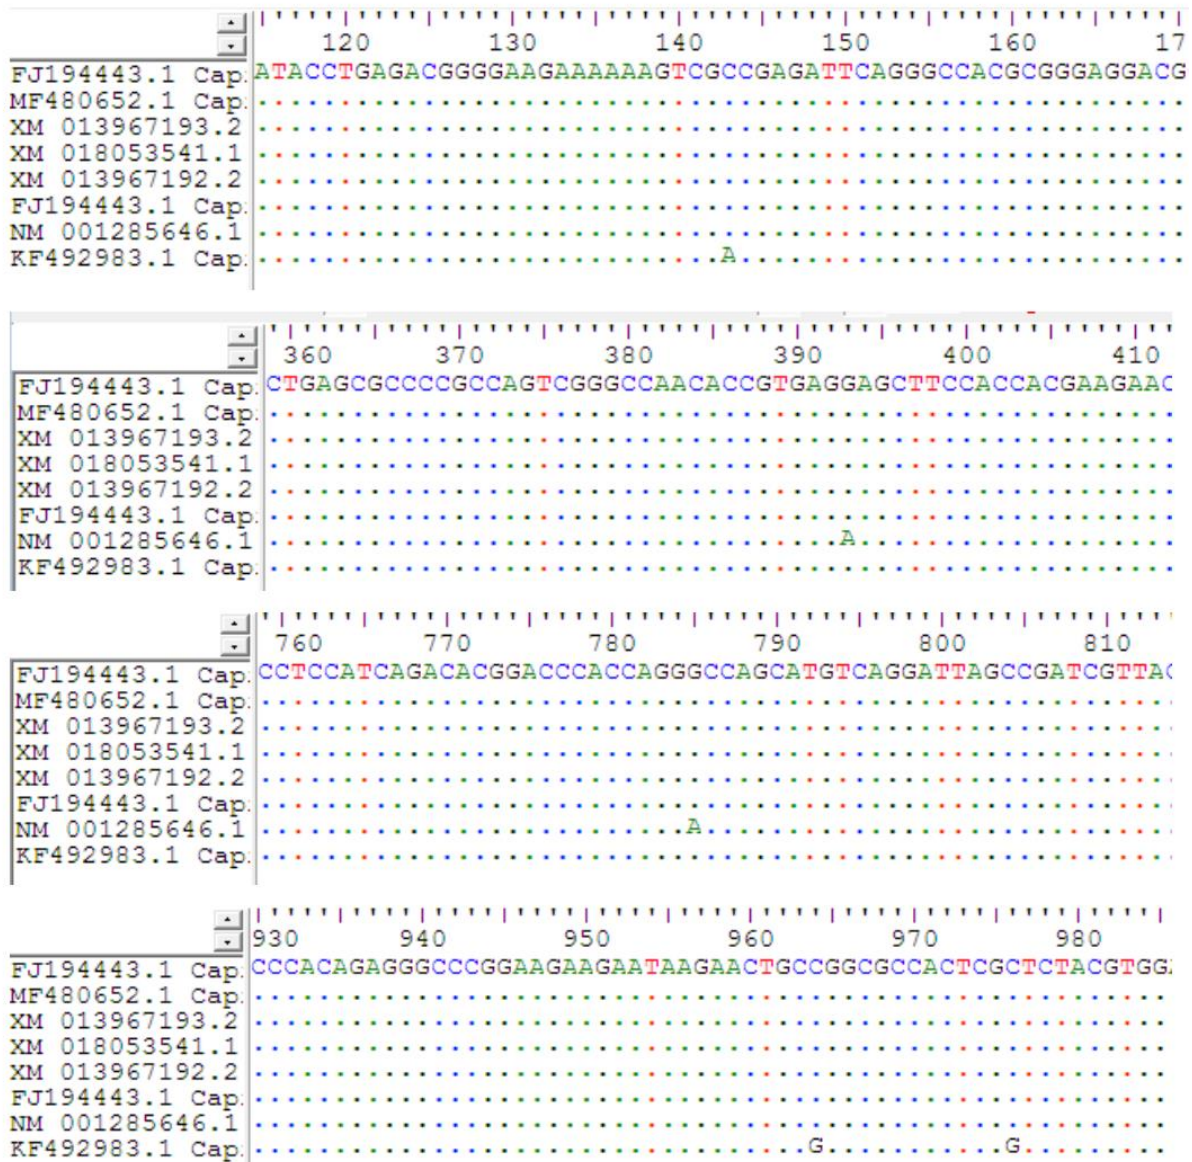 120 130 140 150 160 17
FJ194443.1 Cap: ATACCTGAGACGGGGAAGAAAAAAGTCGCCGAGATTCAGGGCCACGCGGGAGGACG
MF480652.1 Cap:
XM 013967193.2
XM 018053541.1
XM 013967192.2
FJ194443.1 Cap:
NM 001285646.1
KF492983.1 Cap: A
360 370 380 390 400 410
FJ194443.1 Cap: CTGAGCGCCCCGCCAGTCGGGCCAACACCGTGAGGAGCTTCCACCACGAAGAAC
MF480652.1 Cap:
XM 013967193.2
XM 018053541.1
XM 013967192.2
FJ194443.1 Cap:
NM 001285646.1 A
KF492983.1 Cap:
760 770 780 790 800 810
FJ194443.1 Cap: CCTCCATCAGACACGGACCCACCAGGGCCAGCATGTCAGGATTAGCCGATCGTTAC
MF480652.1 Cap:
XM 013967193.2
XM 018053541.1
XM 013967192.2
FJ194443.1 Cap:
NM 001285646.1 A
KF492983.1 Cap:
930 940 950 960 970 980
FJ194443.1 Cap: CCCACAGAGGGCCCGGAAGAAGAATAAGAACTGCCGGCGCCACTCGCTCTACGTGG
MF480652.1 Cap:
XM 013967193.2
XM 018053541.1
XM 013967192.2
FJ194443.1 Cap:
NM 001285646.1
KF492983.1 Cap: G G